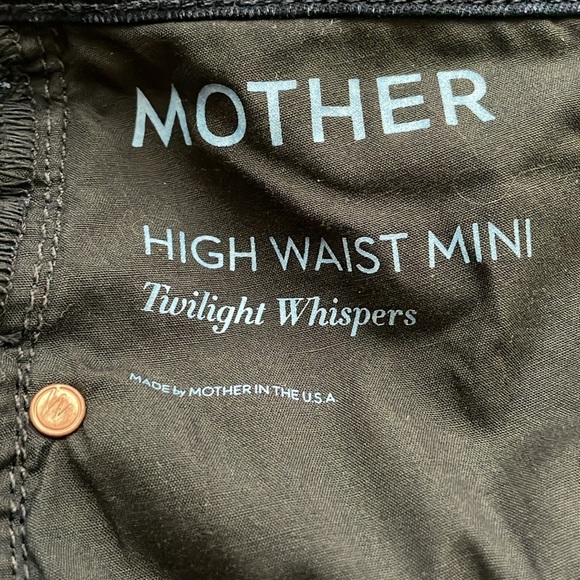 MOTHER
HIGH WAIST MINI
Twilight Whispers
MADE by MOTHER IN THE U.S.A.